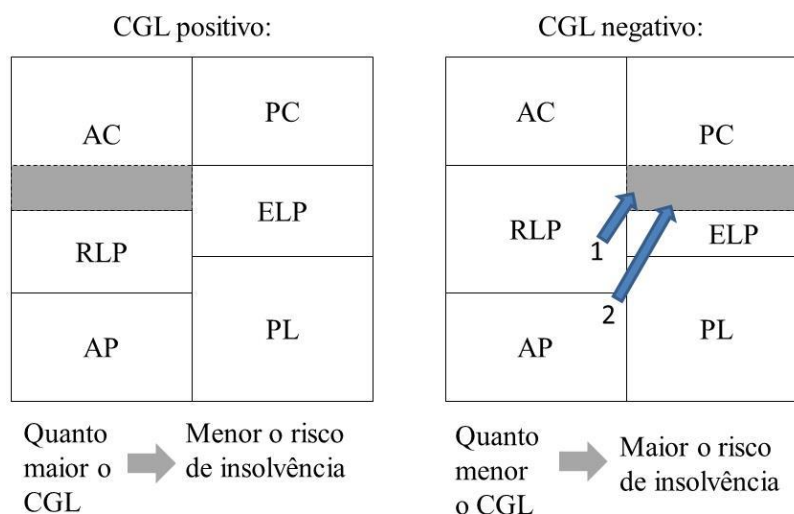 CGL positivo:
AC
PC
ELP
RLP
AP
PL
Quanto
maior o
CGL
Menor o risco
de insolvência
CGL negativo:
AC
PC
RLP
1
ELP
2
AP
PL
Quanto
menor
o CGL
Maior o risco
de insolvência